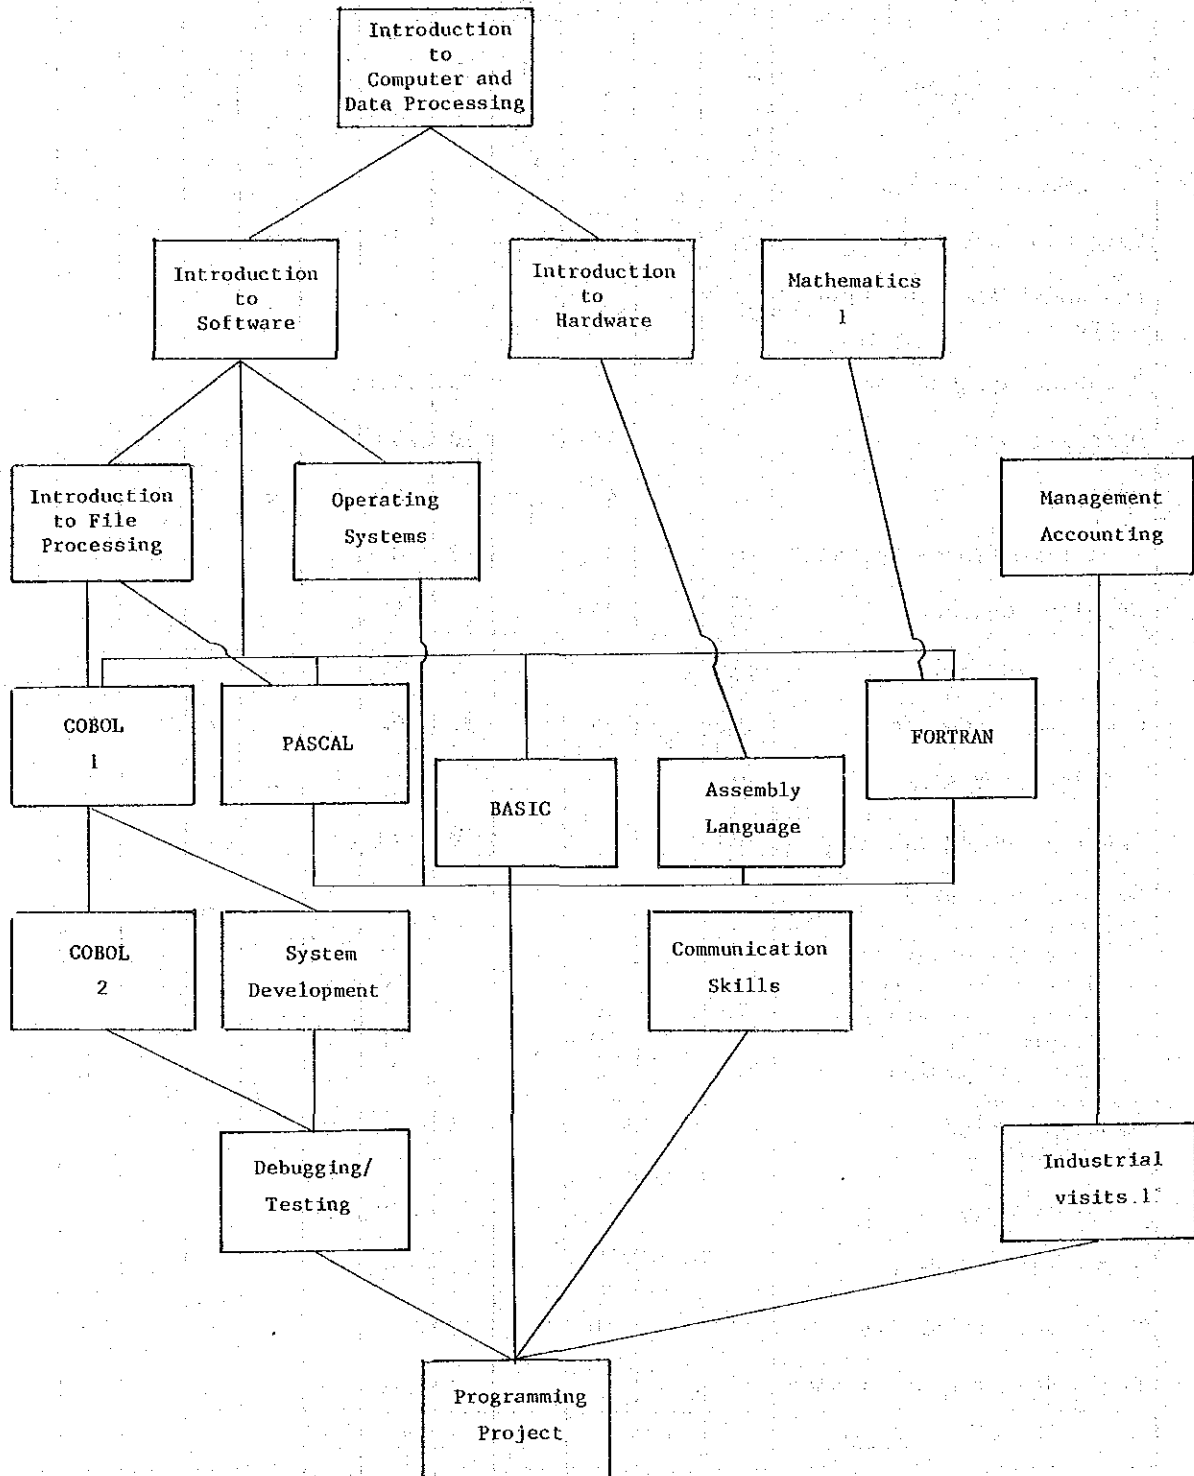 Introduction
to
Computer and
Data Processing
Introduction
to
Software
Introduction
to
Hardware
Mathematics
1
Introduction
to File
Processing
Operating
Systems
Management
Accounting
COBOL
1
PASCAL
BASIC
Assembly
Language
FORTRAN
COBOL
2
System
Development
Communication
Skills
Debugging/
Testing
Industrial
visits.1
Programming
Project